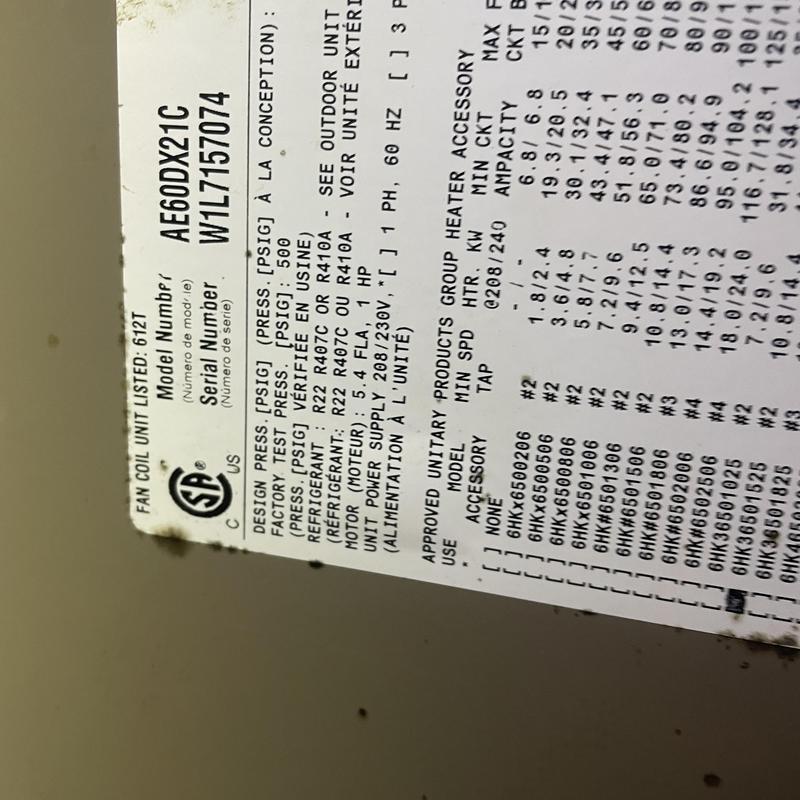 FAN COIL UNIT LISTED: 612T
Model Number AE60DX21C
(Número de modèle)
Serial Number W1L7157074
(Número de serie)
SA®
C US
DESIGN PRESS.[PSIG] (PRESS.[PSIG] À LA CONCEPTION):
FACTORY TEST PRESS. [PSIG]: 500
(PRESS.[PSIG] VÉRIFIÉE EN USINE)
REFRIGERANT : R22 R407C OR R410A - SEE OUTDOOR UNIT
(RÉFRIGÉRANT: R22 R407C OU R410A - VOIR UNITÉ EXTÉRI
MOTOR (MOTEUR): 5.4 FLA, 1 HP
UNIT POWER SUPPLY 208/230V,*[ ] 1 PH, 60 HZ [ ] 3 P
(ALIMENTATION À L'UNITÉ)
APPROVED UNITARY PRODUCTS GROUP HEATER ACCESSORY
USE MODEL MIN SPD HTR. KW MIN CKT MAX F
* ACCESSORY TAP @208/240 AMPACITY CKT B
[ ] NONE - / - 6.8/ 6.8 15/1
[ ] 6HKx6500206 #2 1.8/2.4 19.3/20.5 20/2
[ ] 6HKx6500506 #2 3.6/4.8 30.1/32.4 35/3
[ ] 6HKx6500806 #2 5.8/7.7 43.4/47.1 45/5
[ ] 6HKx6501006 #2 7.2/9.6 51.8/56.3 60/6
[ ] 6HK#6501306 #2 9.4/12.5 65.0/71.0 70/8
[ ] 6HK#6501506 #2 10.8/14.4 73.4/80.2 80/9
[ ] 6HK#6501806 #3 13.0/17.3 86.6/94.9 90/1
[ ] 6HK#6502006 #4 14.4/19.2 95.0/104.2 100/1
[ ] 6HK#6502506 #4 18.0/24.0 116.7/128.1 125/1
[ ] 6HK36501025 #2 7.2/9.6 31.8/34.4
6HK36501525 #2 10.8/14.4
[ ] 6HK36501825 #3